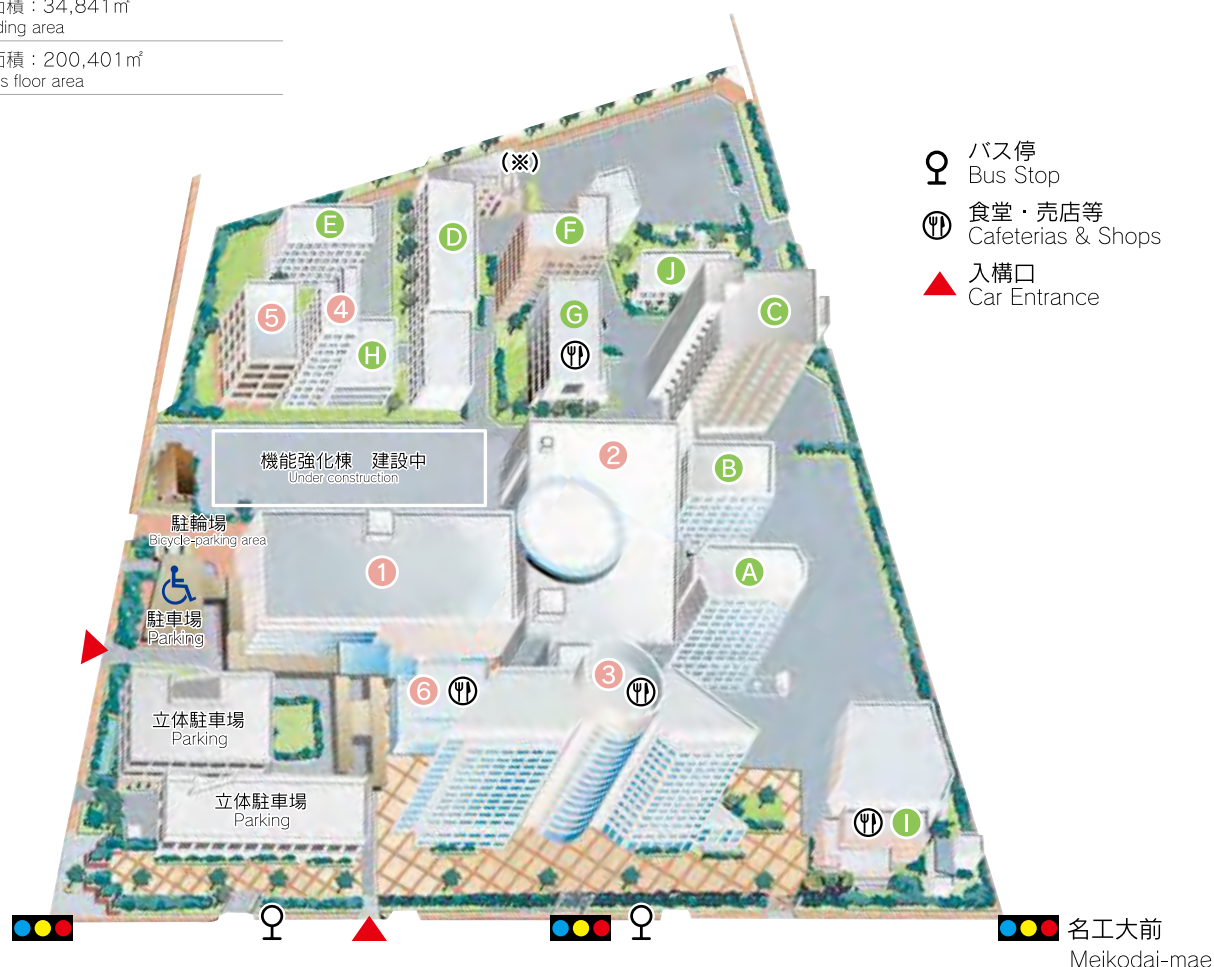 面積：34,841㎡
ding area
面積：200,401㎡
s floor area
(※)
バス停
Bus Stop
食堂・売店等
Cafeterias & Shops
入構口
Car Entrance
E
D
F
J
G
C
5
4
H
機能強化棟 建設中
Under construction
2
B
駐輪場
Bicycle-parking area
1
A
駐車場
Parking
6
3
立体駐車場
Parking
立体駐車場
Parking
I
名工大前
Meikodai-mae